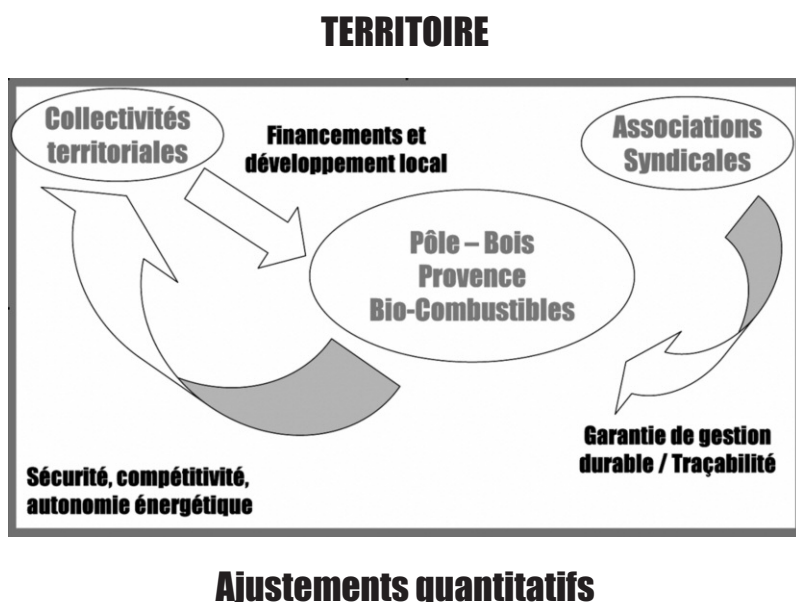 TERRITOIRE
Collectivités
territoriales
Financements et
développement local
Associations
Syndicales
Pôle – Bois
Provence
Bio-Combustibles
Garantie de gestion
durable / Traçabilité
Sécurité, compétitivité,
autonomie énergétique
Ajustements quantitatifs